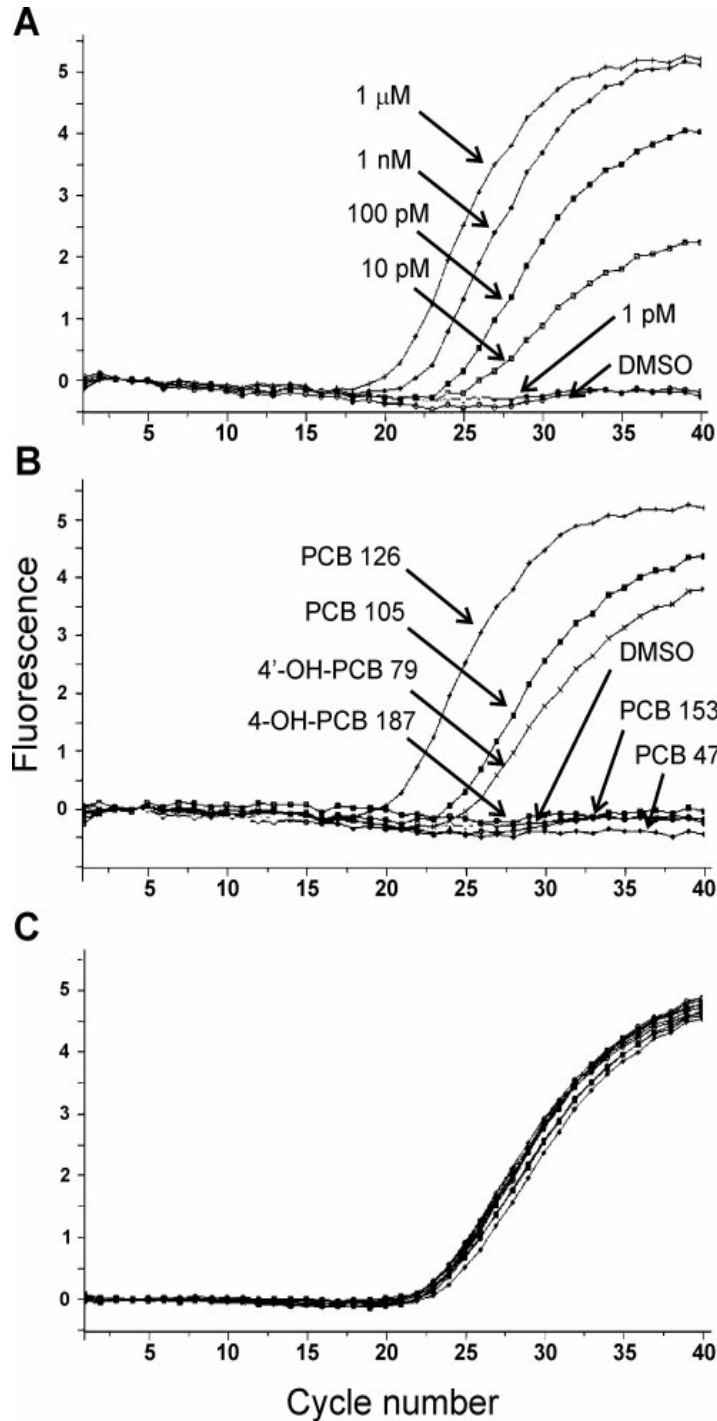 A
5
4
3
2
1
0
1 μM
1 nM
100 pM
10 pM
1 pM
DMSO
5 10 15 20 25 30 35 40
B
5
4
3
2
1
0
PCB 126
PCB 105
4'-OH-PCB 79
4-OH-PCB 187
DMSO
PCB 153
PCB 47
5 10 15 20 25 30 35 40
Fluorescence
C
5
4
3
2
1
0
5 10 15 20 25 30 35 40
Cycle number